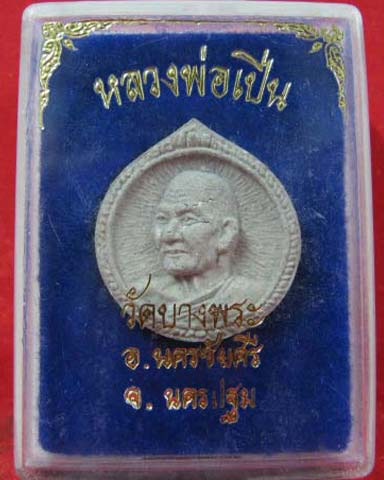 หลวงพ่อเปิ่น
วัดบางพระ
อ.นครชัยศรี
จ. นครปฐม